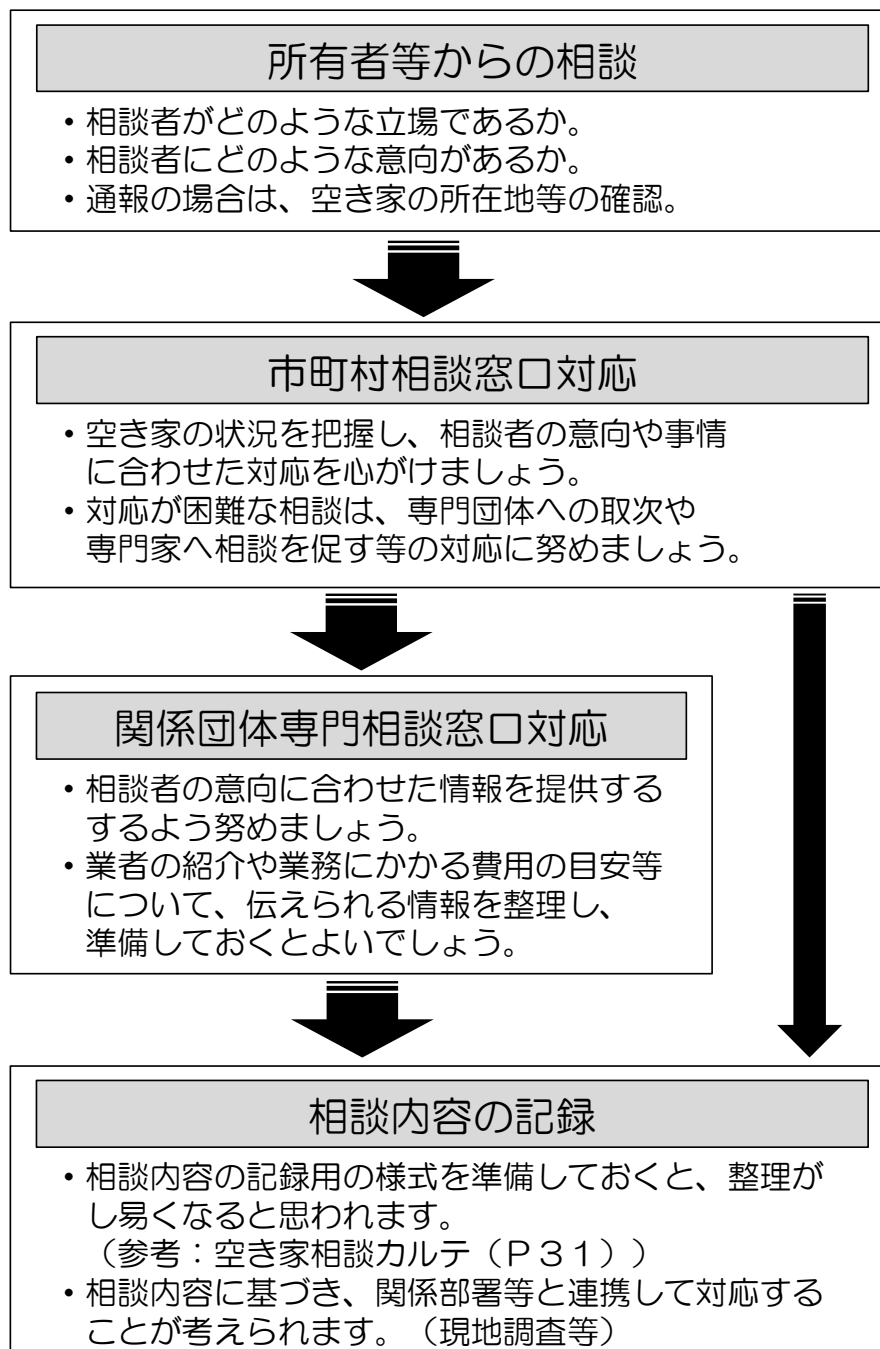 所有者等からの相談
・相談者がどのような立場であるか。
・相談者にどのような意向があるか。
・通報の場合は、空き家の所在地等の確認。
市町村相談窓口対応
・空き家の状況を把握し、相談者の意向や事情
に合わせた対応を心がけましょう。
・対応が困難な相談は、専門団体への取次や
専門家へ相談を促す等の対応に努めましょう。
関係団体専門相談窓口対応
・相談者の意向に合わせた情報を提供する
するよう努めましょう。
・業者の紹介や業務にかかる費用の目安等
について、伝えられる情報を整理し、
準備しておくとよいでしょう。
相談内容の記録
・相談内容の記録用の様式を準備しておくと、整理が
し易くなると思われます。
（参考：空き家相談カルテ（Ｐ３１））
・相談内容に基づき、関係部署等と連携して対応する
ことが考えられます。（現地調査等）